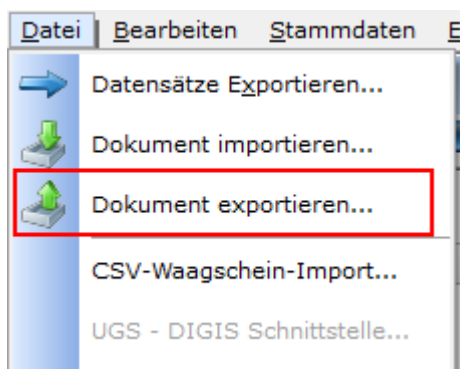 Datei Bearbeiten Stammdaten E
Datensätze Exportieren...
Dokument importieren...
Dokument exportieren...
CSV-Waagschein-Import...
UGS - DIGIS Schnittstelle...